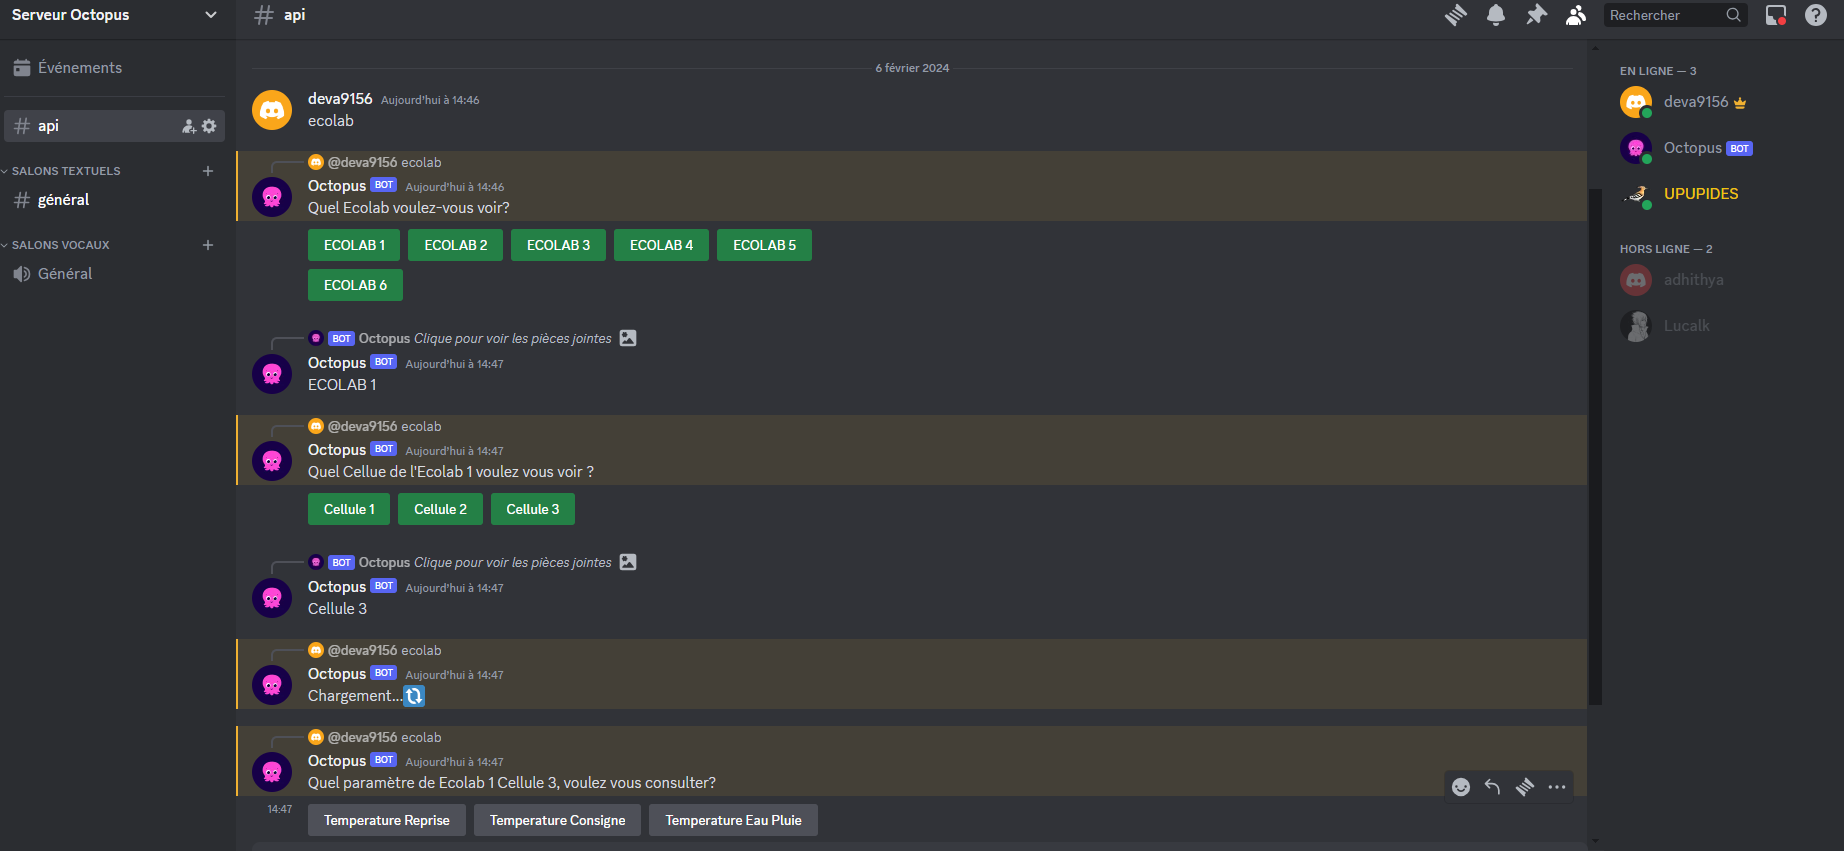 Serveur Octopus
Événements
api
SALONS TEXTUELS
général
SALONS VOCAUX
Général
api
Rechercher
6 février 2024
deva9156 Aujourd'hui à 14:46
ecolab
@deva9156 ecolab
Octopus BOT Aujourd'hui à 14:46
Quel Ecolab voulez-vous voir?
ECOLAB 1 ECOLAB 2 ECOLAB 3 ECOLAB 4 ECOLAB 5
ECOLAB 6
BOT Octopus Clique pour voir les pièces jointes
Octopus BOT Aujourd'hui à 14:47
ECOLAB 1
@deva9156 ecolab
Octopus BOT Aujourd'hui à 14:47
Quel Cellue de l'Ecolab 1 voulez vous voir ?
Cellule 1 Cellule 2 Cellule 3
BOT Octopus Clique pour voir les pièces jointes
Octopus BOT Aujourd'hui à 14:47
Cellule 3
@deva9156 ecolab
Octopus BOT Aujourd'hui à 14:47
Chargement...
@deva9156 ecolab
Octopus BOT Aujourd'hui à 14:47
Quel paramètre de Ecolab 1 Cellule 3, voulez vous consulter?
14:47
Temperature Reprise Temperature Consigne Temperature Eau Pluie
EN LIGNE — 3
deva9156
Octopus BOT
UPUPIDES
HORS LIGNE — 2
adhithya
Lucalk